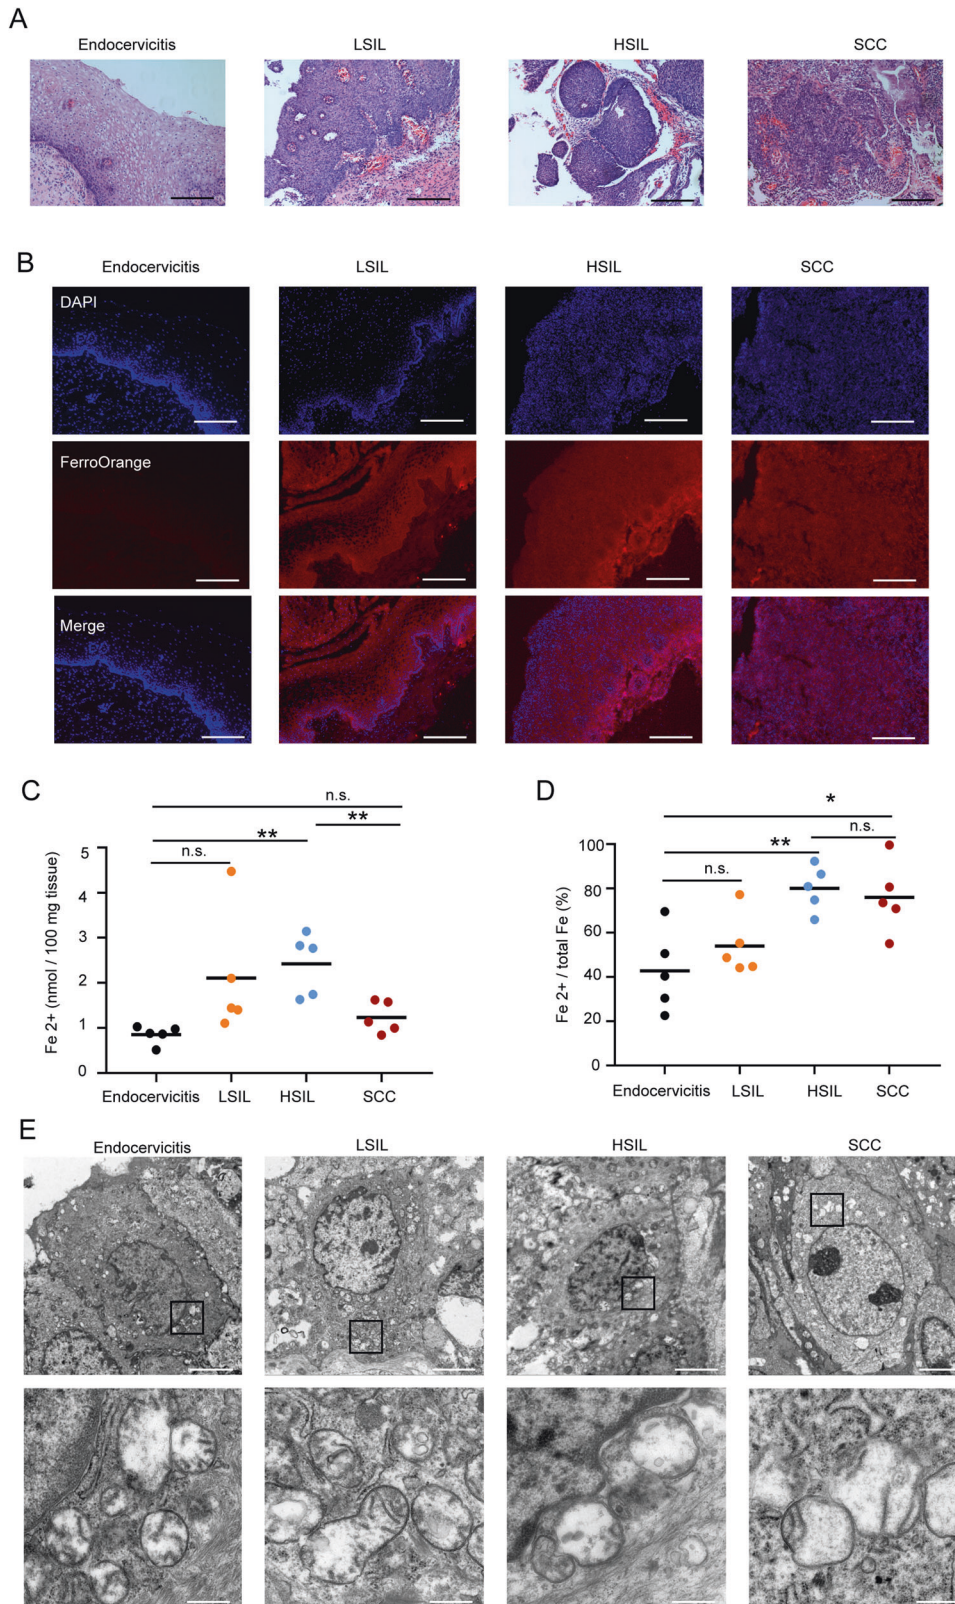 A
Endocervicitis LSIL HSIL SCC
B
Endocervicitis LSIL HSIL SCC
DAPI
FerroOrange
Merge
C
n.s.
**
**
n.s.
Fe 2+ (nmol / 100 mg tissue)
5
4
3
2
1
0
Endocervicitis LSIL HSIL SCC
D
*
n.s.
**
n.s.
Fe 2+ / total Fe (%)
100
80
60
40
20
0
Endocervicitis LSIL HSIL SCC
E
Endocervicitis LSIL HSIL SCC